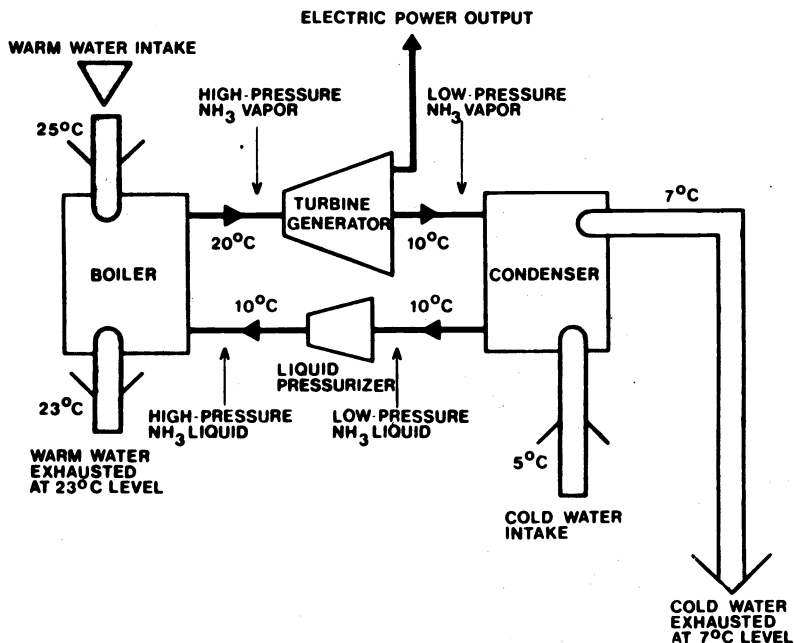 ELECTRIC POWER OUTPUT
WARM WATER INTAKE
HIGH-PRESSURE
NH3 VAPOR
LOW-PRESSURE
NH3 VAPOR
25°C
TURBINE
GENERATOR
7°C
20°C
10°C
BOILER
CONDENSER
10°C
10°C
LIQUID
PRESSURIZER
23°C
HIGH-PRESSURE
NH3 LIQUID
LOW-PRESSURE
NH3 LIQUID
WARM WATER
EXHAUSTED
AT 23°C LEVEL
5°C
COLD WATER
INTAKE
COLD WATER
EXHAUSTED
AT 7°C LEVEL